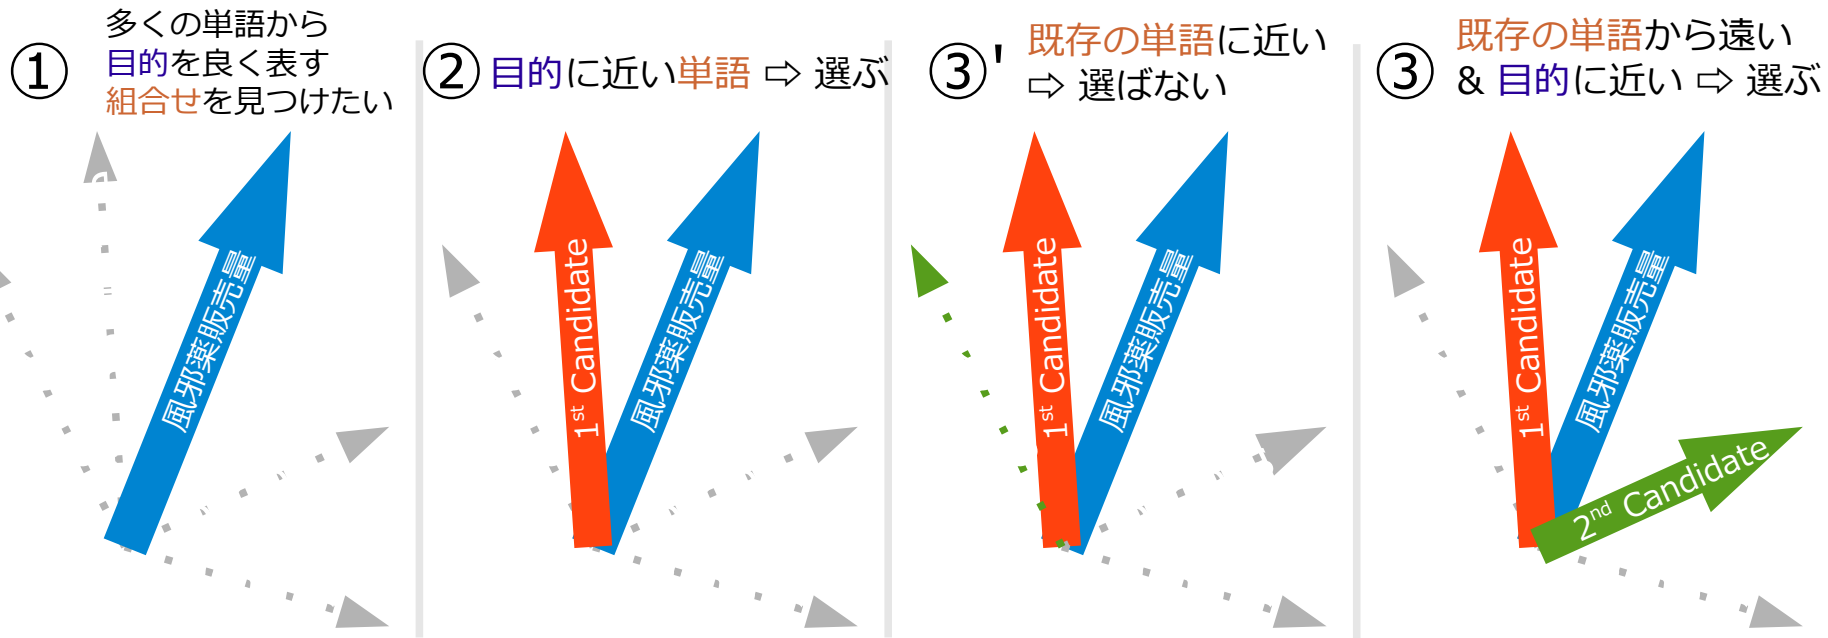 ①
多くの単語から
目的を良く表す
組合せを見つけたい
風邪薬販売量
② 目的に近い単語 ⇨ 選ぶ
1st Candidate
風邪薬販売量
③'
既存の単語に近い
⇨ 選ばない
1st Candidate
風邪薬販売量
③
既存の単語から遠い
& 目的に近い ⇨ 選ぶ
1st Candidate
風邪薬販売量
2nd Candidate